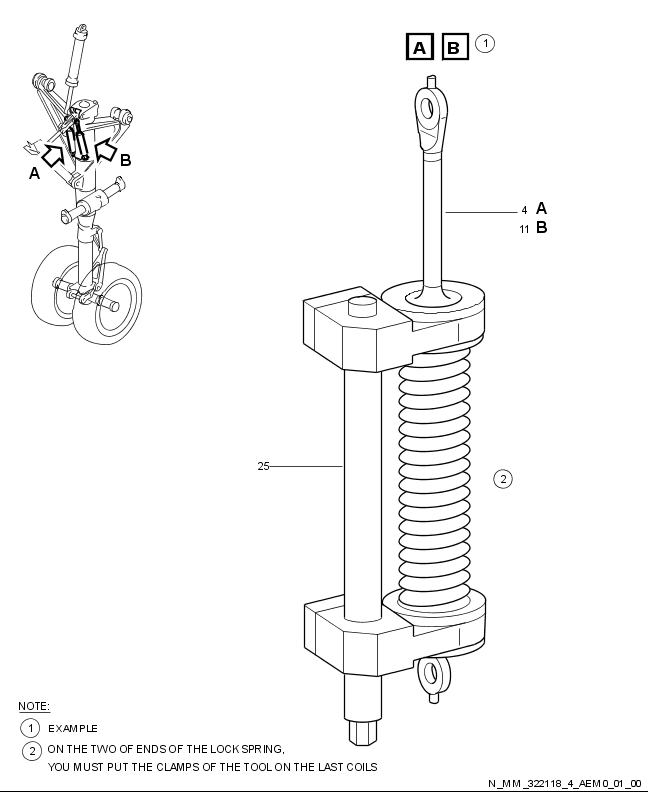 A B 1
A
B
4 A
11 B
25
2
NOTE:
1 EXAMPLE
2 ON THE TWO OF ENDS OF THE LOCK SPRING,
YOU MUST PUT THE CLAMPS OF THE TOOL ON THE LAST COILS
N_MM_322118_4_AEM0_01_00